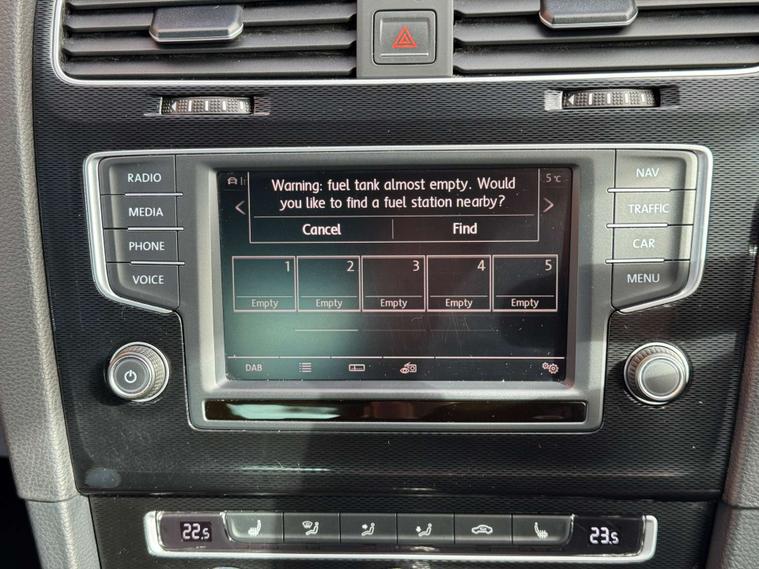 RADIO
MEDIA
PHONE
VOICE
NAV
TRAFFIC
CAR
MENU
5 °C
Warning: fuel tank almost empty. Would
you like to find a fuel station nearby?
Cancel Find
1 2 3 4 5
Empty Empty Empty Empty Empty
DAB
22.5 23.5